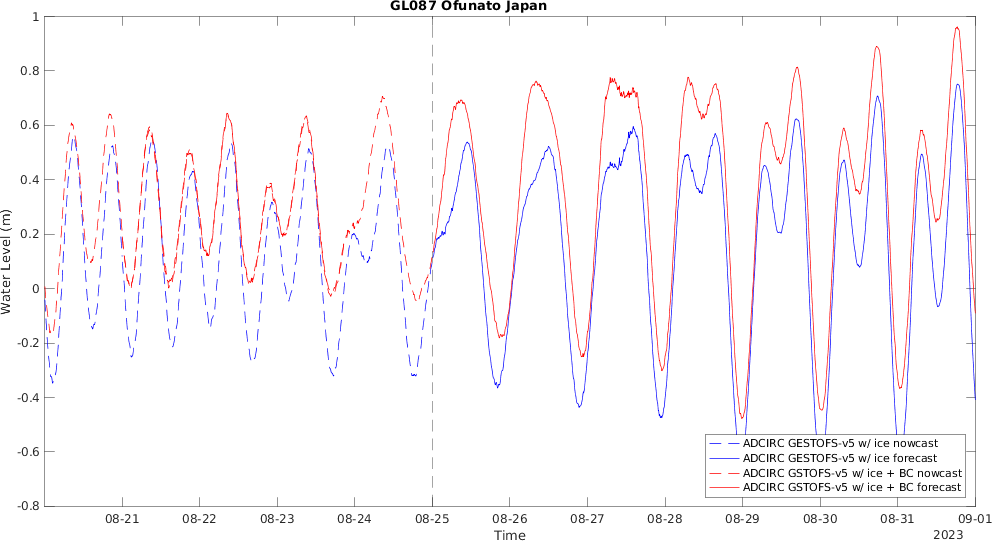 GL087 Ofunato Japan
1
0.8
0.6
0.4
0.2
0
-0.2
-0.4
-0.6
-0.8
Water Level (m)
ADCIRC GESTOFS-v5 w/ ice nowcast
ADCIRC GESTOFS-v5 w/ ice forecast
ADCIRC GSTOFS-v5 w/ ice + BC nowcast
ADCIRC GSTOFS-v5 w/ ice + BC forecast
08-21 08-22 08-23 08-24 08-25 08-26 08-27 08-28 08-29 08-30 08-31 09-01
Time
2023